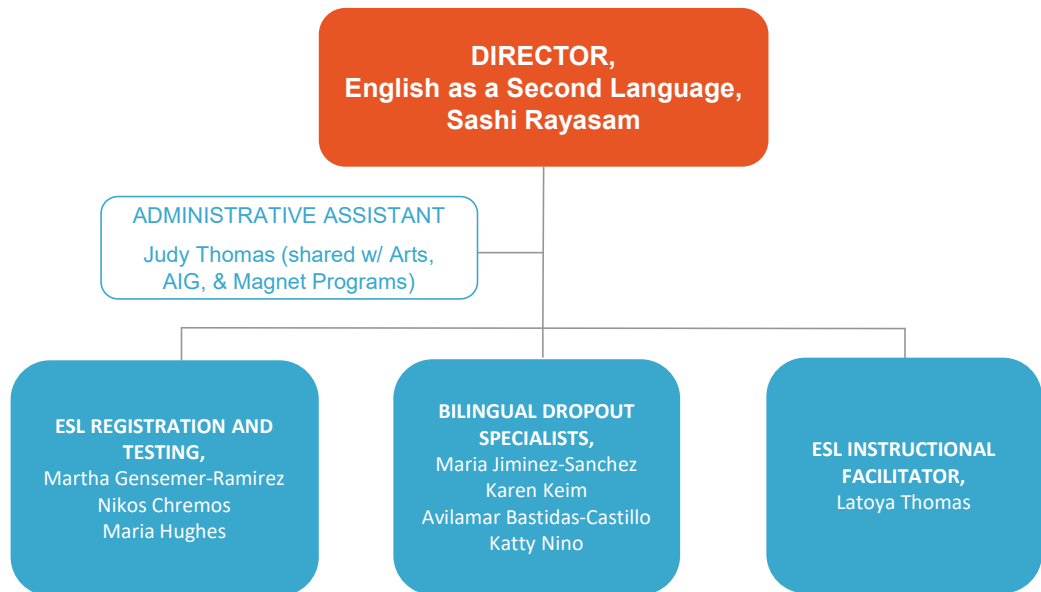 DIRECTOR,
English as a Second Language,
Sashi Rayasam
ADMINISTRATIVE ASSISTANT
Judy Thomas (shared w/ Arts,
AIG, & Magnet Programs)
ESL REGISTRATION AND
TESTING,
Martha Gensemer-Ramirez
Nikos Chremos
Maria Hughes
BILINGUAL DROPOUT
SPECIALISTS,
Maria Jiminez-Sanchez
Karen Keim
Avilamar Bastidas-Castillo
Katty Nino
ESL INSTRUCTIONAL
FACILITATOR,
Latoya Thomas